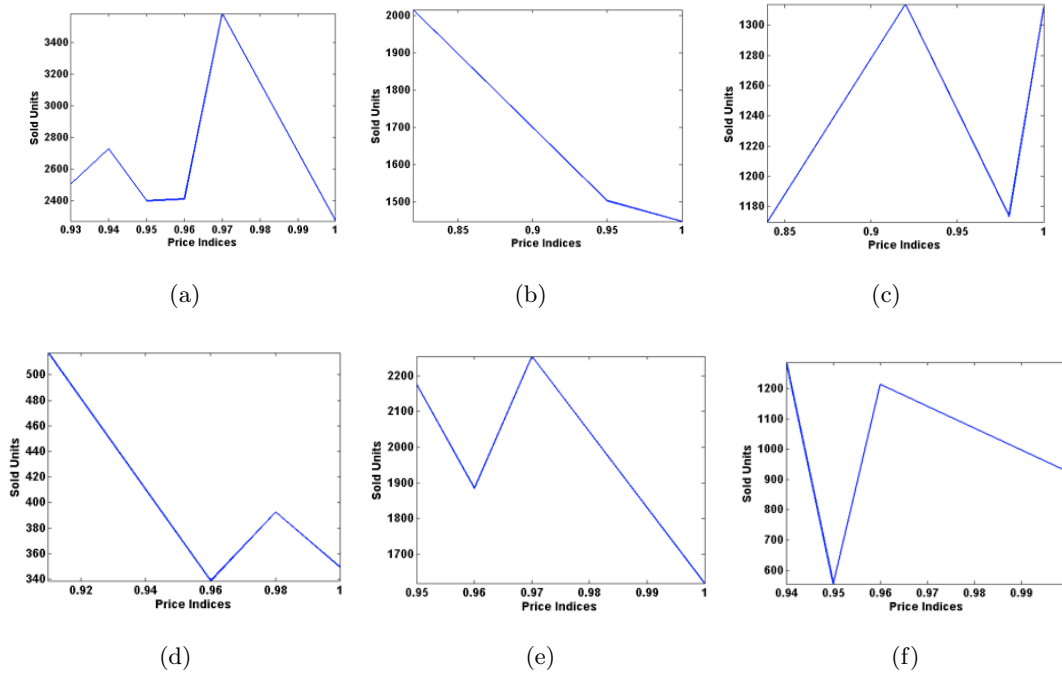 3400
3200
3000
2800
2600
2400
Sold Units
0.93 0.94 0.95 0.96 0.97 0.98 0.99 1
Price Indices
(a)
2000
1900
1800
1700
1600
1500
Sold Units
0.85 0.9 0.95 1
Price Indices
(b)
1300
1280
1260
1240
1220
1200
1180
Sold Units
0.85 0.9 0.95 1
Price Indices
(c)
500
480
460
440
420
400
380
360
340
Sold Units
0.92 0.94 0.96 0.98 1
Price Indices
(d)
2200
2100
2000
1900
1800
1700
Sold Units
0.95 0.96 0.97 0.98 0.99 1
Price Indices
(e)
1200
1100
1000
900
800
700
600
Sold Units
0.94 0.95 0.96 0.97 0.98 0.99
Price Indices
(f)